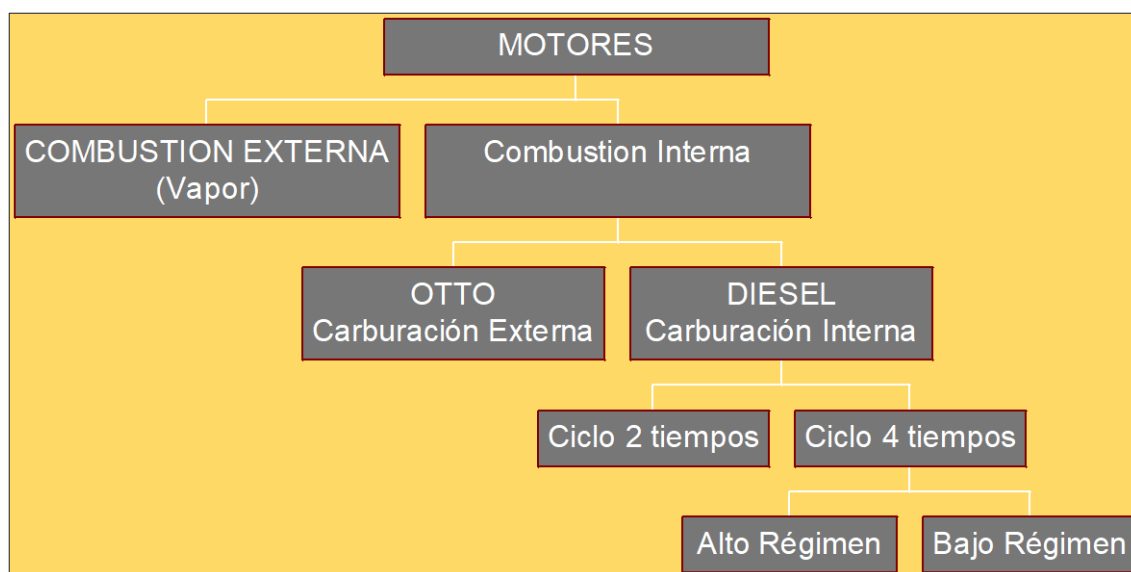 MOTORES
COMBUSTION EXTERNA
(Vapor)
Combustion Interna
OTTO
Carburación Externa
DIESEL
Carburación Interna
Ciclo 2 tiempos
Ciclo 4 tiempos
Alto Régimen
Bajo Régimen